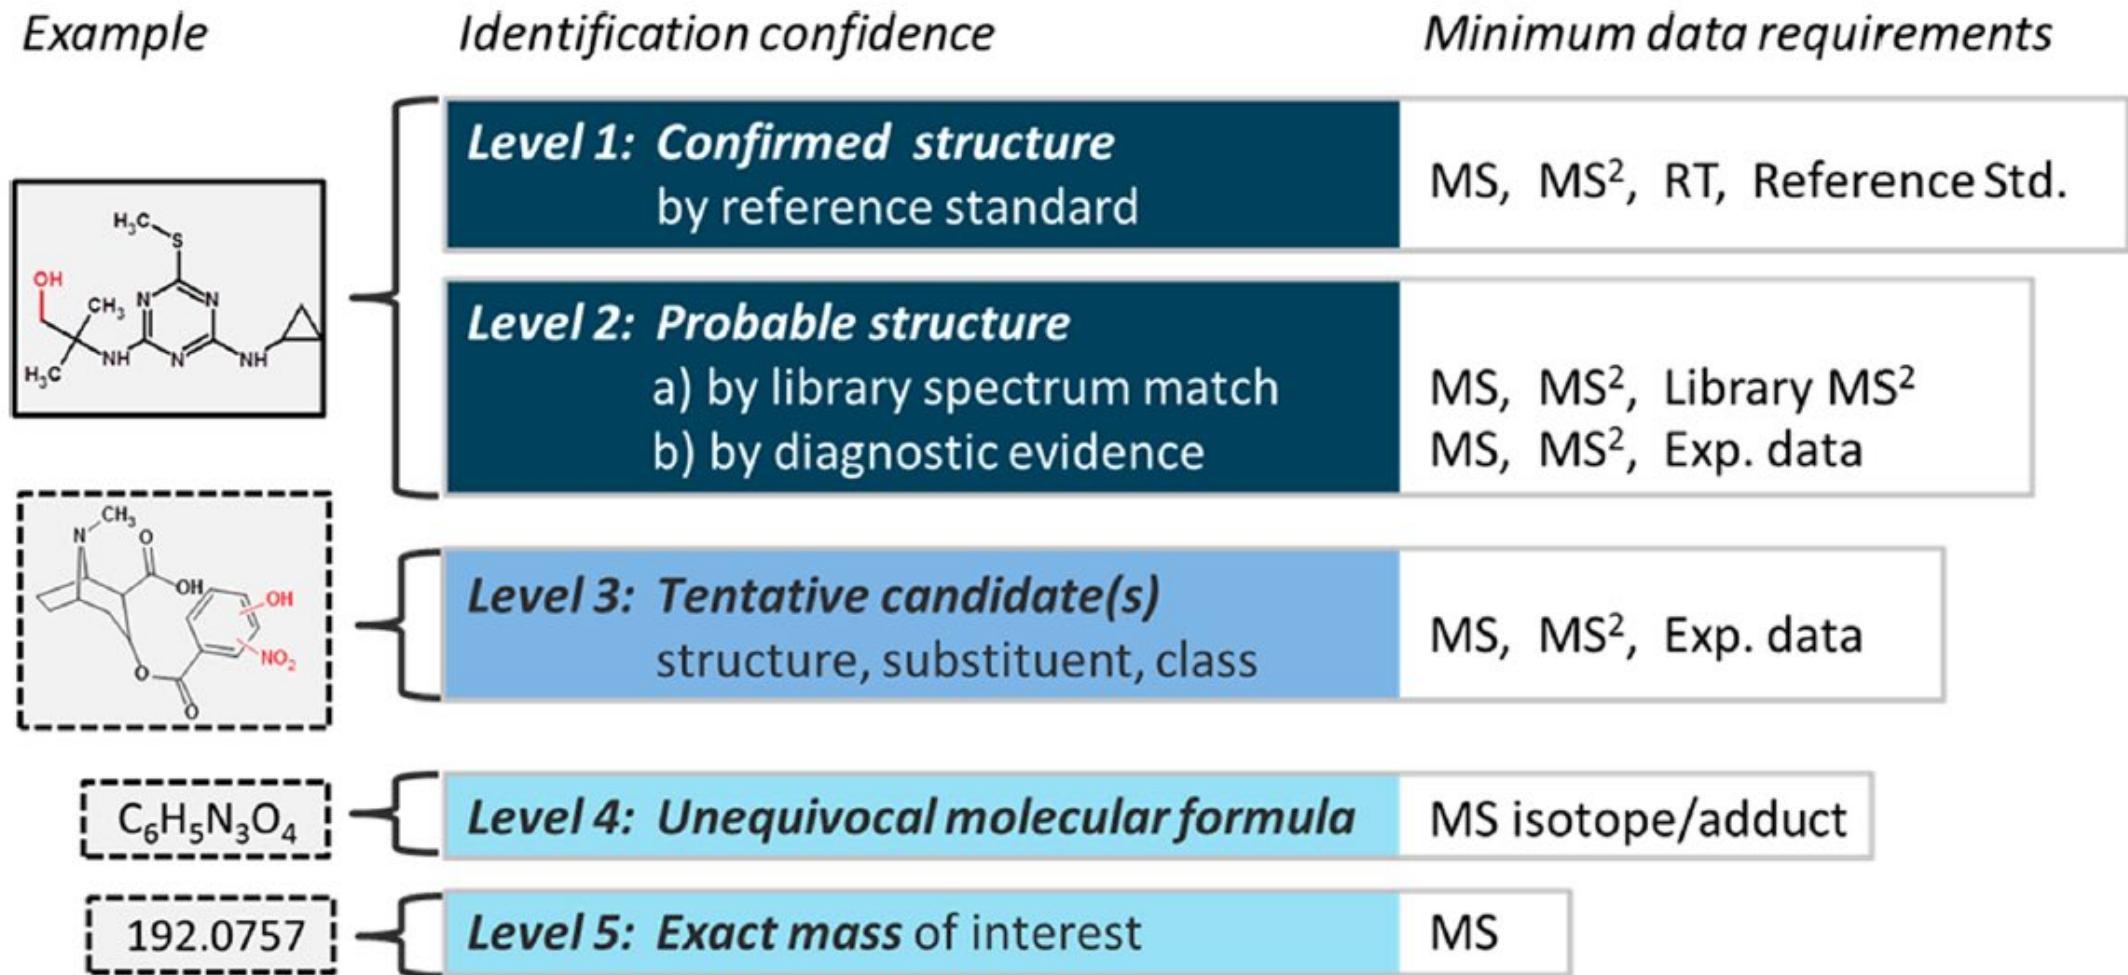 Example Identification confidence Minimum data requirements
Level 1: Confirmed structure
by reference standard
MS, MS², RT, Reference Std.
H₃C
S
OH
CH₃
N
N
H₃C
NH
N
NH
Level 2: Probable structure
a) by library spectrum match
MS, MS², Library MS²
b) by diagnostic evidence
MS, MS², Exp. data
CH₃
N
O
OH
OH
NO₂
O
O
Level 3: Tentative candidate(s)
structure, substituent, class
MS, MS², Exp. data
C₆H₅N₃O₄
Level 4: Unequivocal molecular formula
MS isotope/adduct
192.0757
Level 5: Exact mass of interest
MS